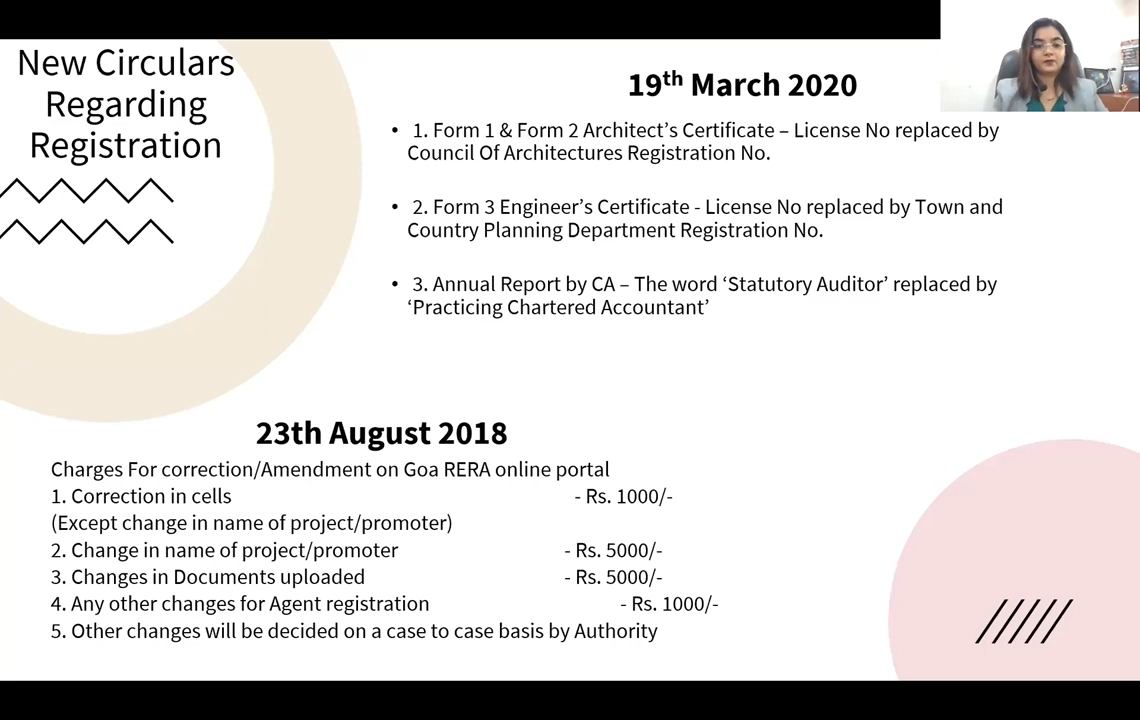 New Circulars
Regarding
Registration
19th March 2020
• 1. Form 1 & Form 2 Architect’s Certificate – License No replaced by
Council Of Architectures Registration No.
• 2. Form 3 Engineer’s Certificate - License No replaced by Town and
Country Planning Department Registration No.
• 3. Annual Report by CA – The word ‘Statutory Auditor’ replaced by
‘Practicing Chartered Accountant’
23th August 2018
Charges For correction/Amendment on Goa RERA online portal
1. Correction in cells - Rs. 1000/-
(Except change in name of project/promoter)
2. Change in name of project/promoter - Rs. 5000/-
3. Changes in Documents uploaded - Rs. 5000/-
4. Any other changes for Agent registration - Rs. 1000/-
5. Other changes will be decided on a case to case basis by Authority